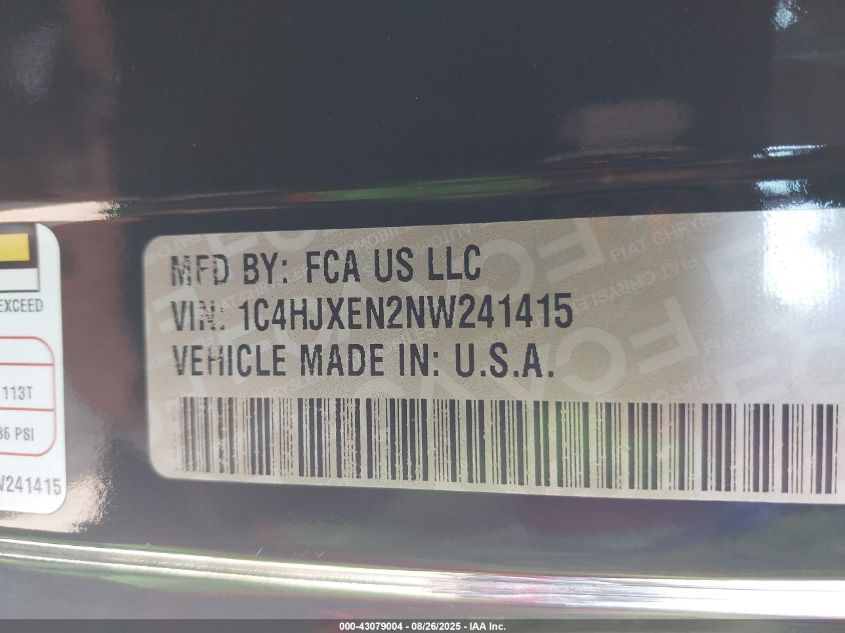 MFD BY: FCA US LLC
VIN: 1C4HJXEN2NW241415
VEHICLE MADE IN: U.S.A.
EXCEED
113T
36 PSI
W241415
000-43079004 - 08/26/2025 - IAA Inc.